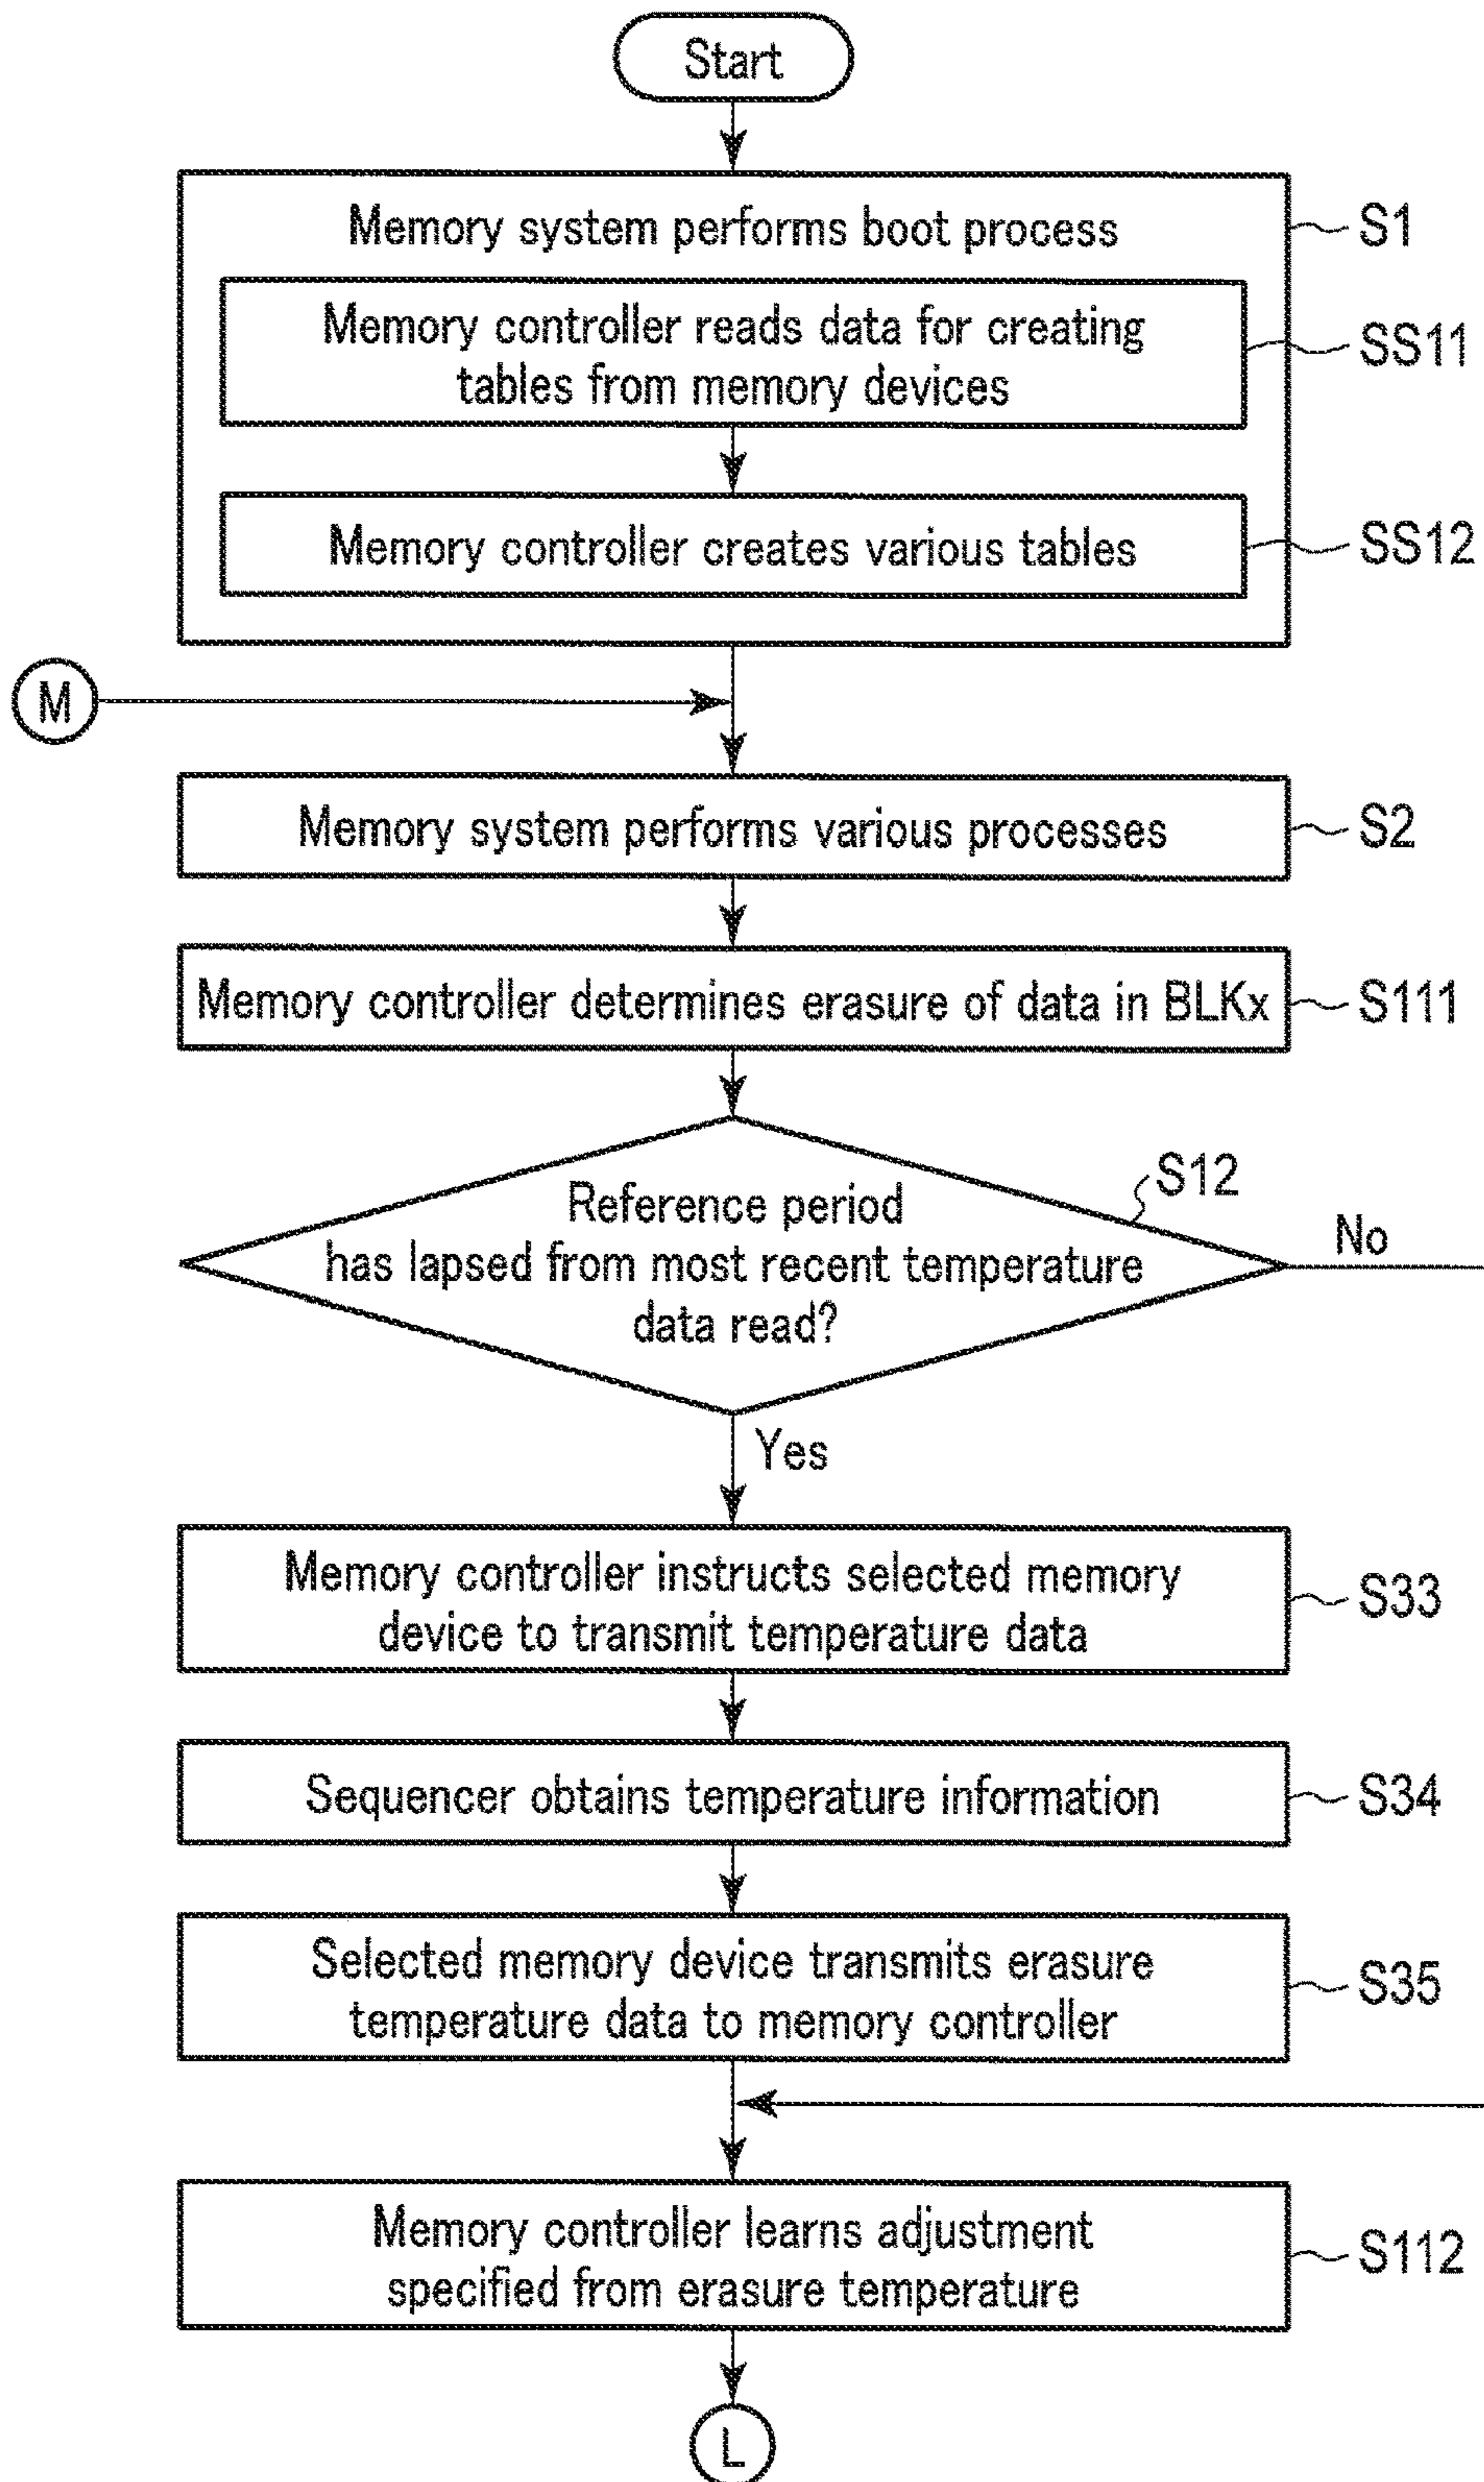 Start
Memory system performs boot process
S1
Memory controller reads data for creating
tables from memory devices
SS11
Memory controller creates various tables
SS12
M
Memory system performs various processes
S2
Memory controller determines erasure of data in BLKx
S111
S12
Reference period
has lapsed from most recent temperature
data read?
No
Yes
Memory controller instructs selected memory
device to transmit temperature data
S33
Sequencer obtains temperature information
S34
Selected memory device transmits erasure
temperature data to memory controller
S35
Memory controller learns adjustment
specified from erasure temperature
S112
L